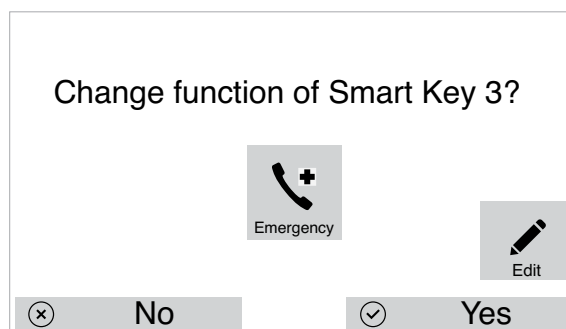 Change function of Smart Key 3?
Emergency
Edit
No Yes